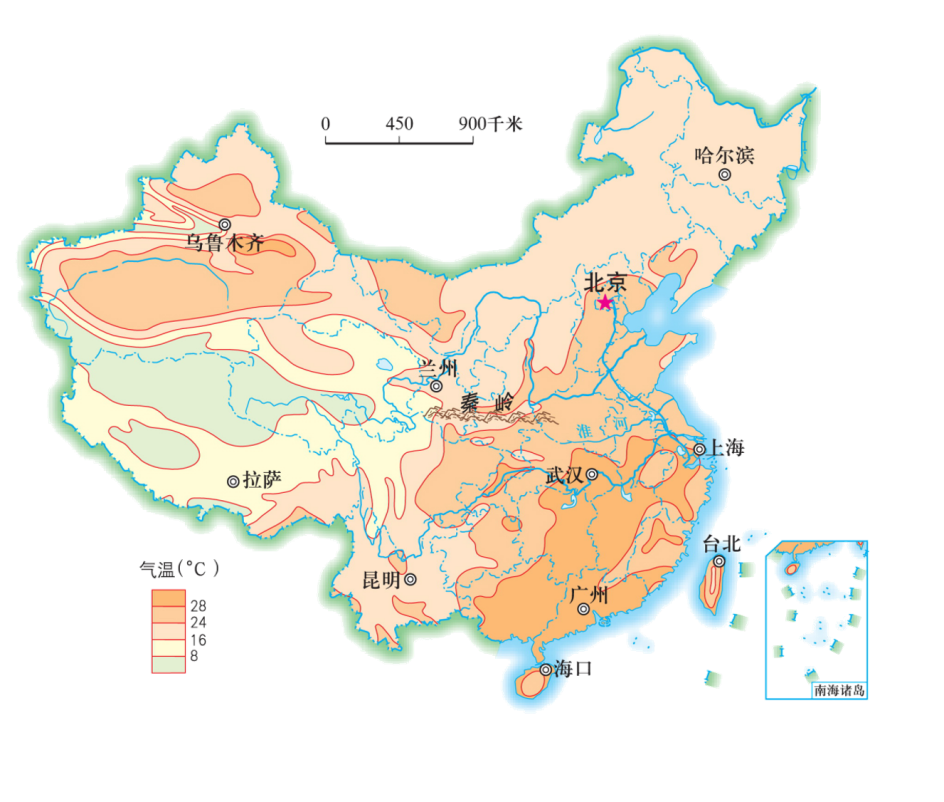 0 450 900千米
哈尔滨
乌鲁木齐
北京
兰州
秦 岭
淮 河
上海
武汉
拉萨
台北
气温(°C )
昆明
28
广州
24
16
8
海口
南海诸岛